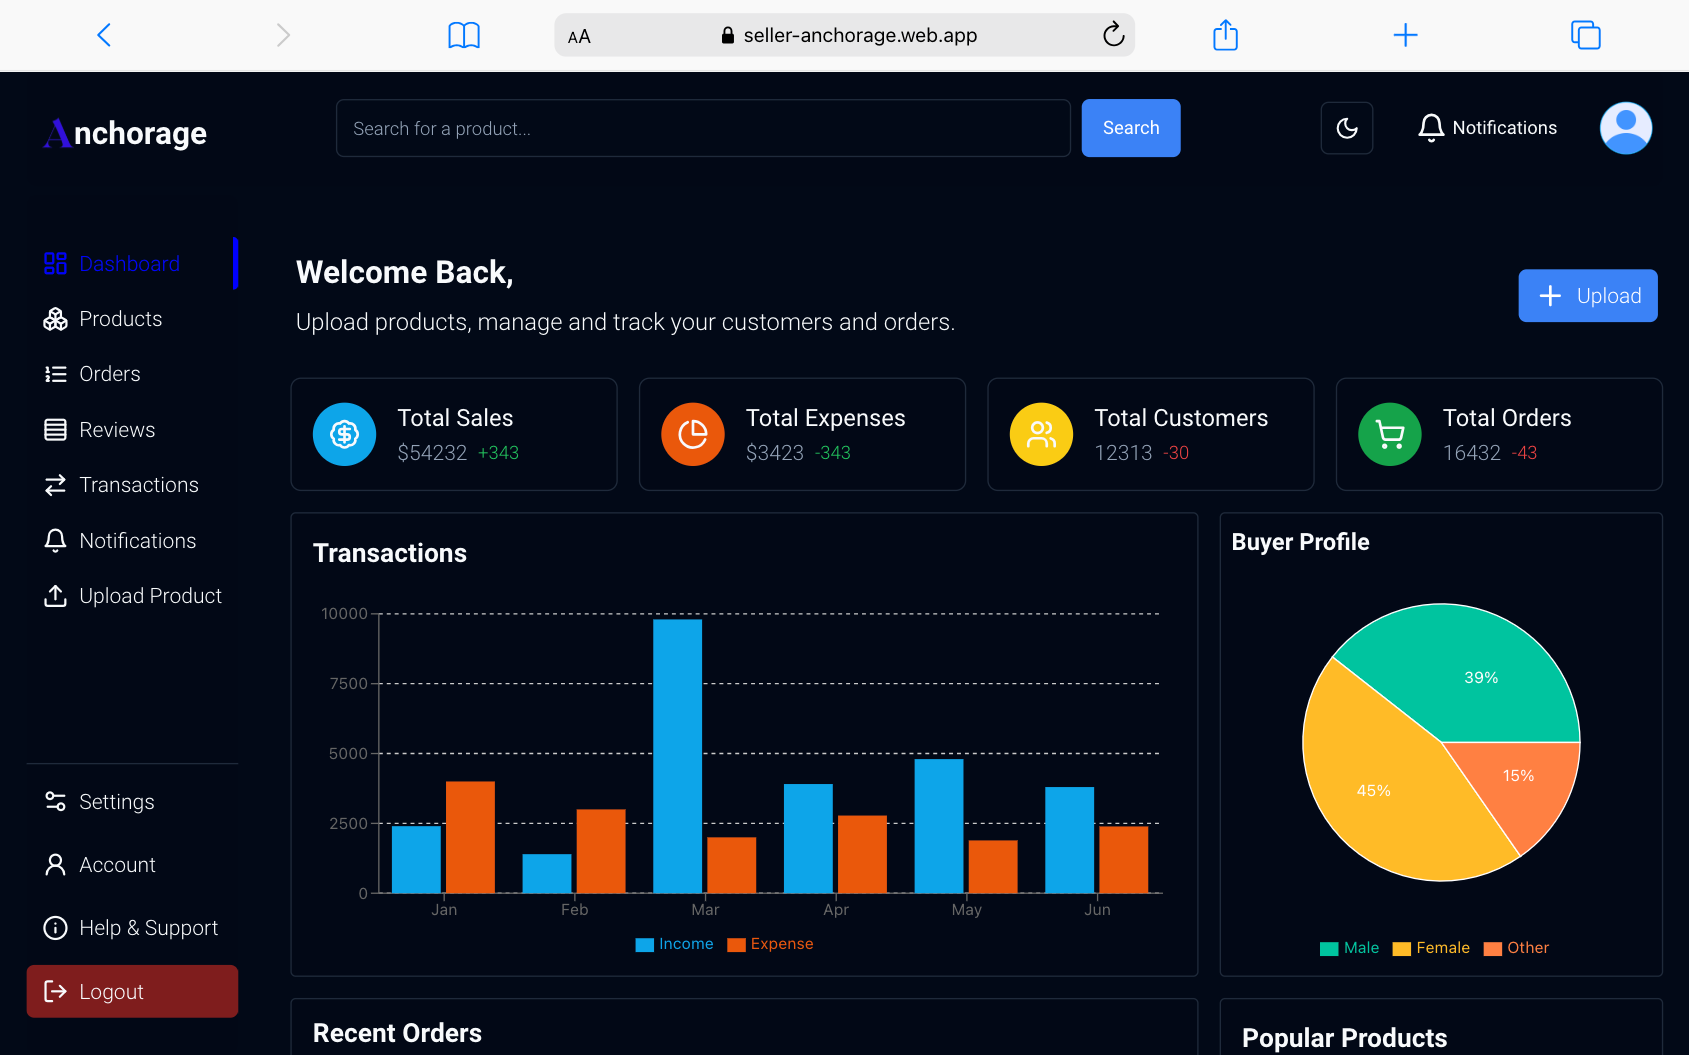 AA
seller-anchorage.web.app
Anchorage
Search for a product...
Search
Notifications
Dashboard
Products
Orders
Reviews
Transactions
Notifications
Upload Product
Settings
Account
Help & Support
Logout
Welcome Back,
Upload products, manage and track your customers and orders.
Upload
Total Sales
$54232 +343
Total Expenses
$3423 -343
Total Customers
12313 -30
Total Orders
16432 -43
Transactions
10000
7500
5000
2500
0
Jan Feb Mar Apr May Jun
Income Expense
Buyer Profile
39%
45%
15%
Male Female Other
Recent Orders
Popular Products